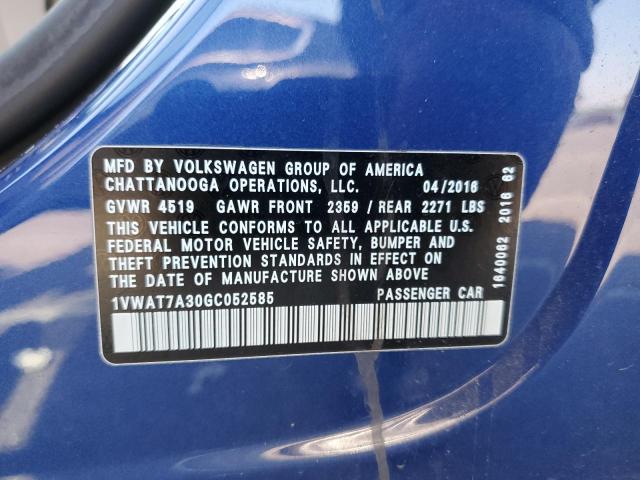 MFD BY VOLKSWAGEN GROUP OF AMERICA
CHATTANOOGA OPERATIONS, LLC. 04/2016
GVWR 4519 GAWR FRONT 2359 / REAR 2271 LBS
THIS VEHICLE CONFORMS TO ALL APPLICABLE U.S.
FEDERAL MOTOR VEHICLE SAFETY, BUMPER AND
THEFT PREVENTION STANDARDS IN EFFECT ON
THE DATE OF MANUFACTURE SHOWN ABOVE
1VWAT7A30GC052585 PASSENGER CAR
1640062 2016 62